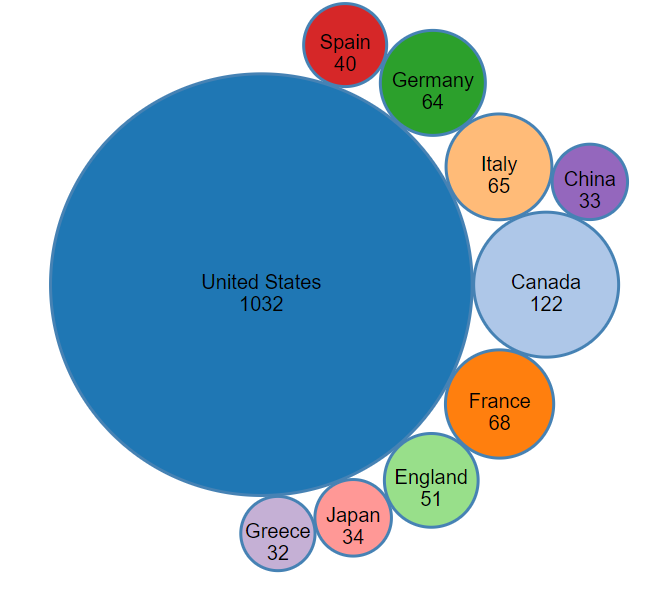 Spain
40
Germany
64
Italy
65
China
33
United States
1032
Canada
122
France
68
England
51
Japan
34
Greece
32